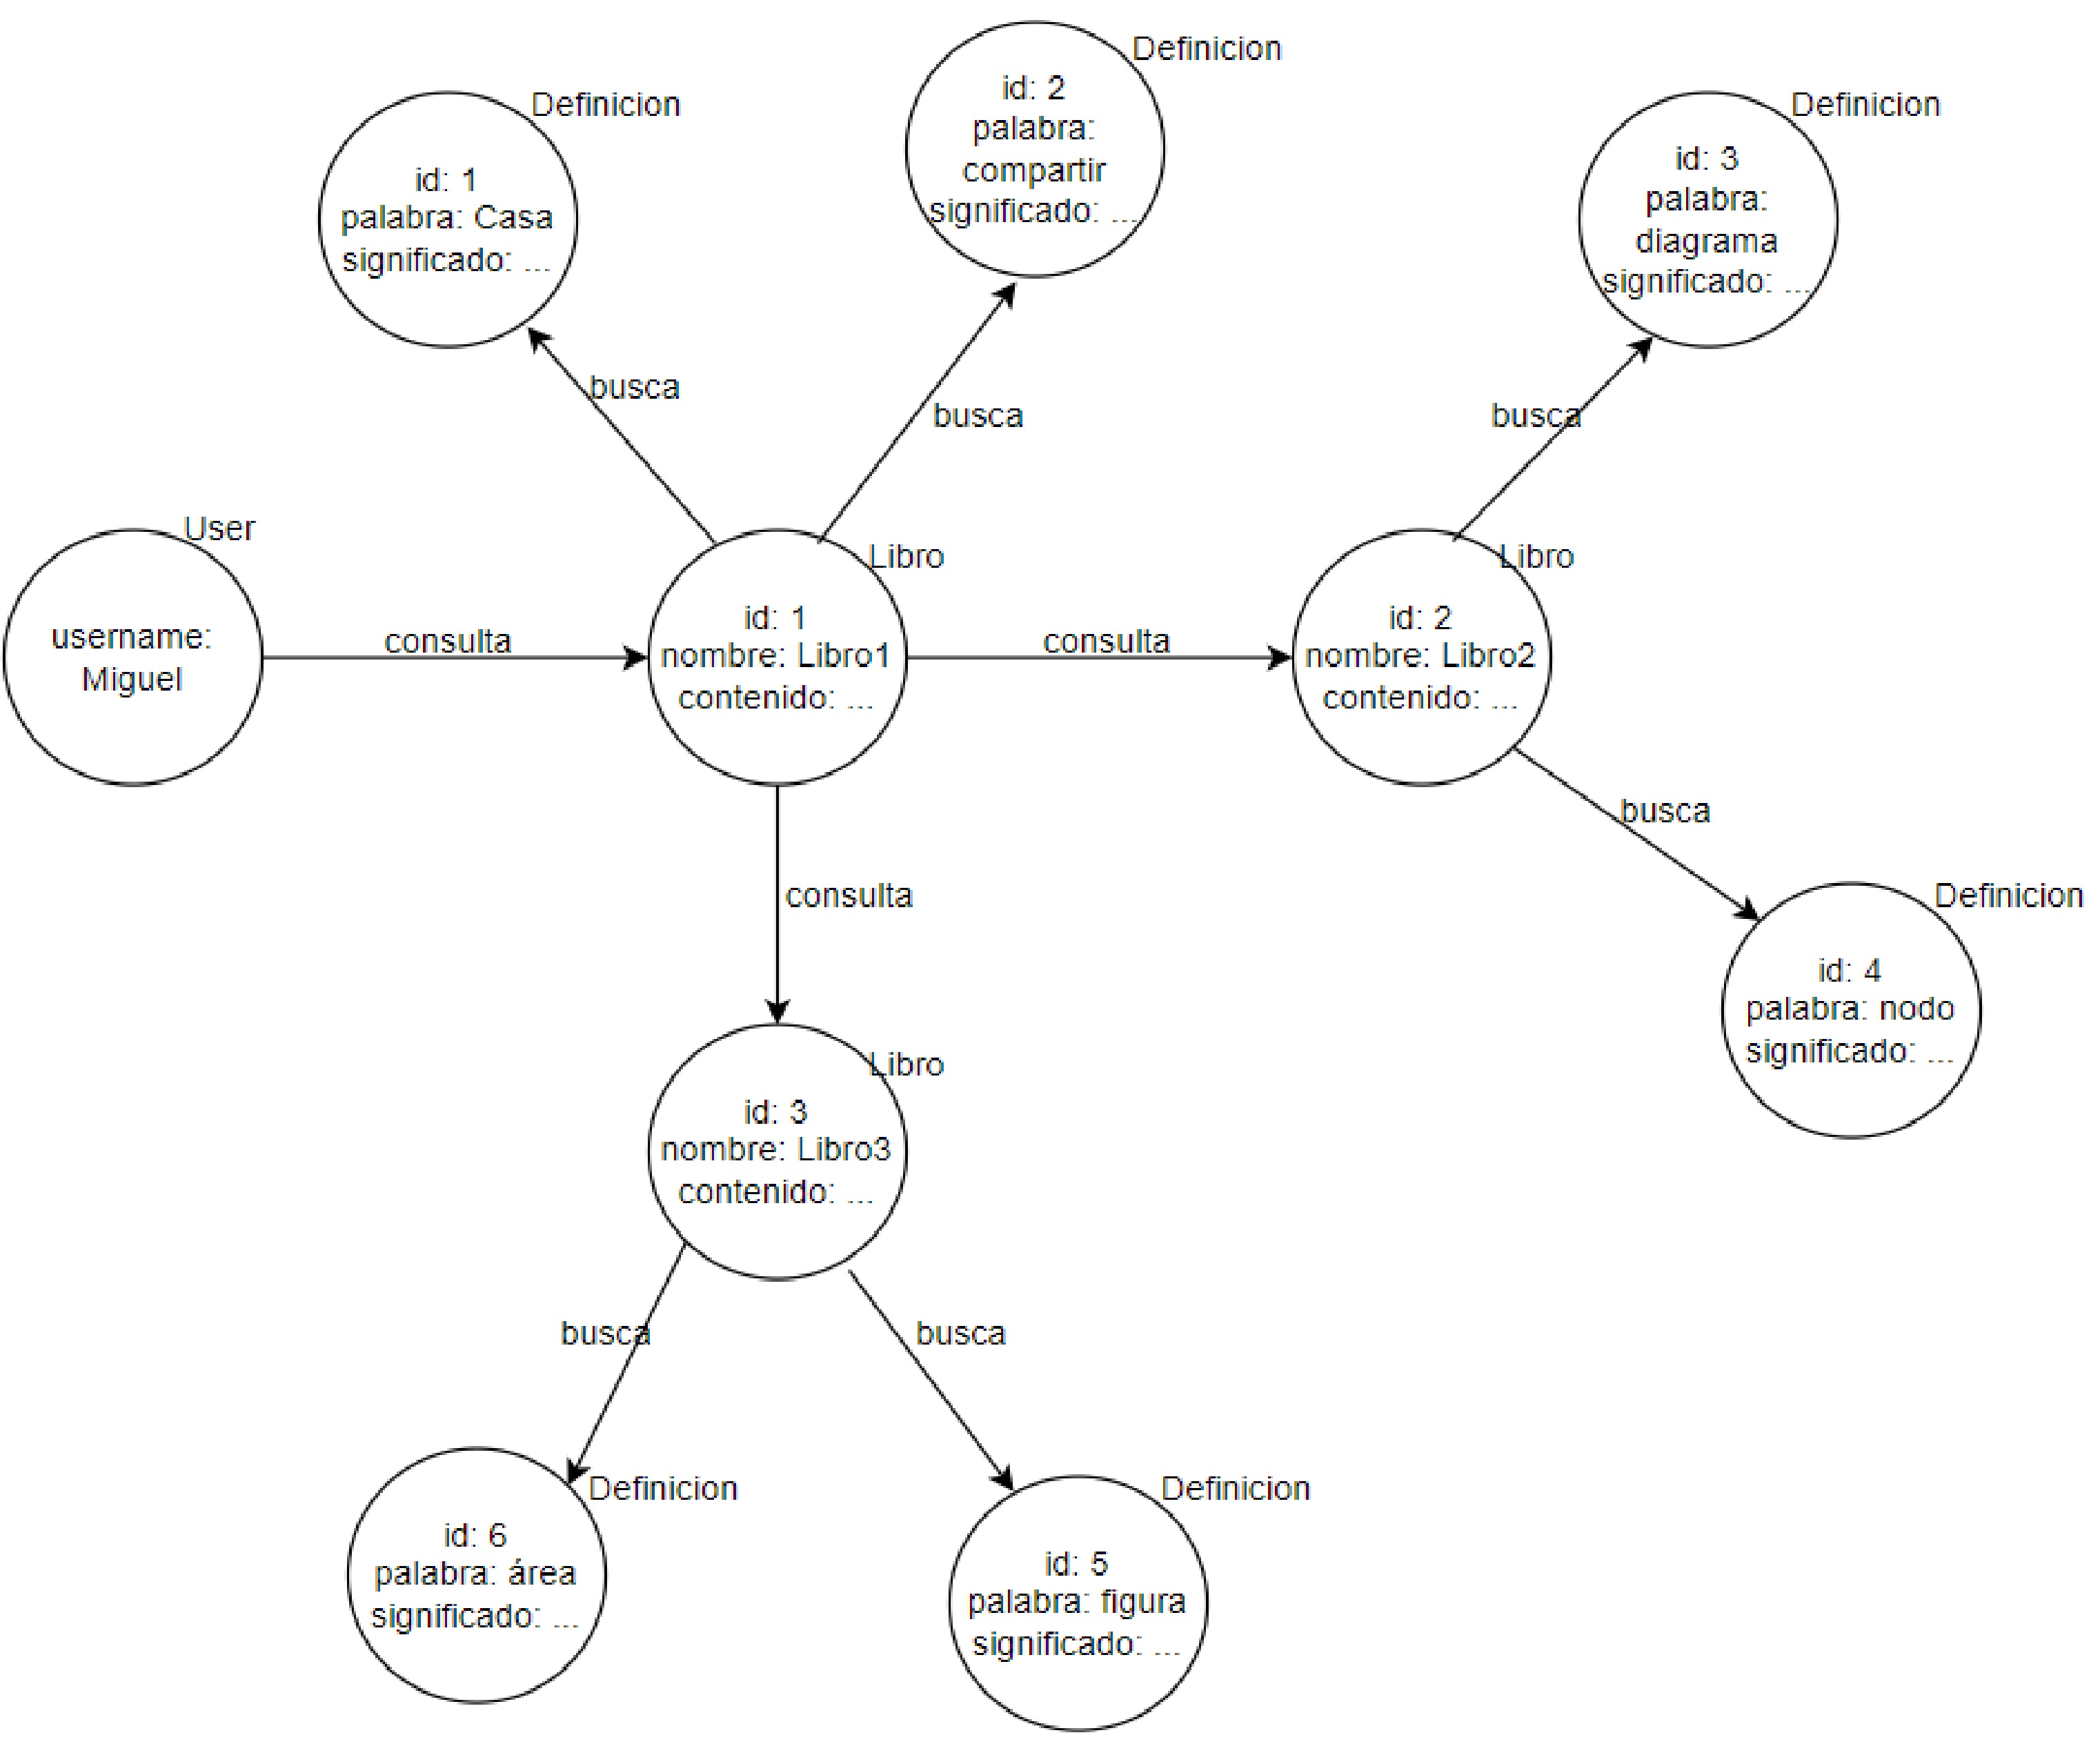 Definicion
id: 2
palabra:
compartir
significado: ...
Definicion
id: 1
palabra: Casa
significado: ...
Definicion
id: 3
palabra:
diagrama
significado: ...
busca
busca
busca
User
username:
Miguel
consulta
Libro
id: 1
nombre: Libro1
contenido: ...
consulta
Libro
id: 2
nombre: Libro2
contenido: ...
busca
consulta
Definicion
id: 4
palabra: nodo
significado: ...
Libro
id: 3
nombre: Libro3
contenido: ...
busca
busca
Definicion
id: 6
palabra: área
significado: ...
Definicion
id: 5
palabra: figura
significado: ...